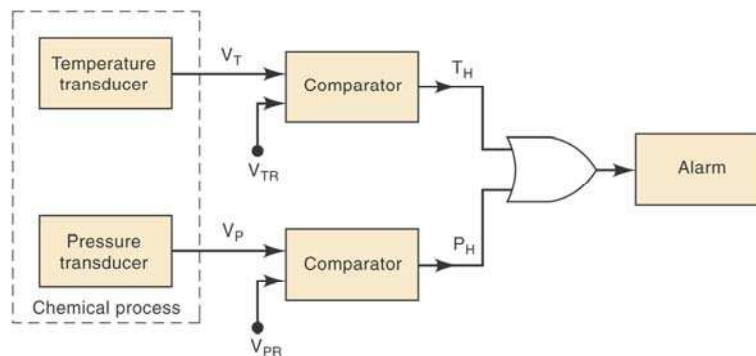 Temperature
transducer
V_T
Comparator
T_H
V_TR
Alarm
Pressure
transducer
V_P
Comparator
P_H
V_PR
Chemical process